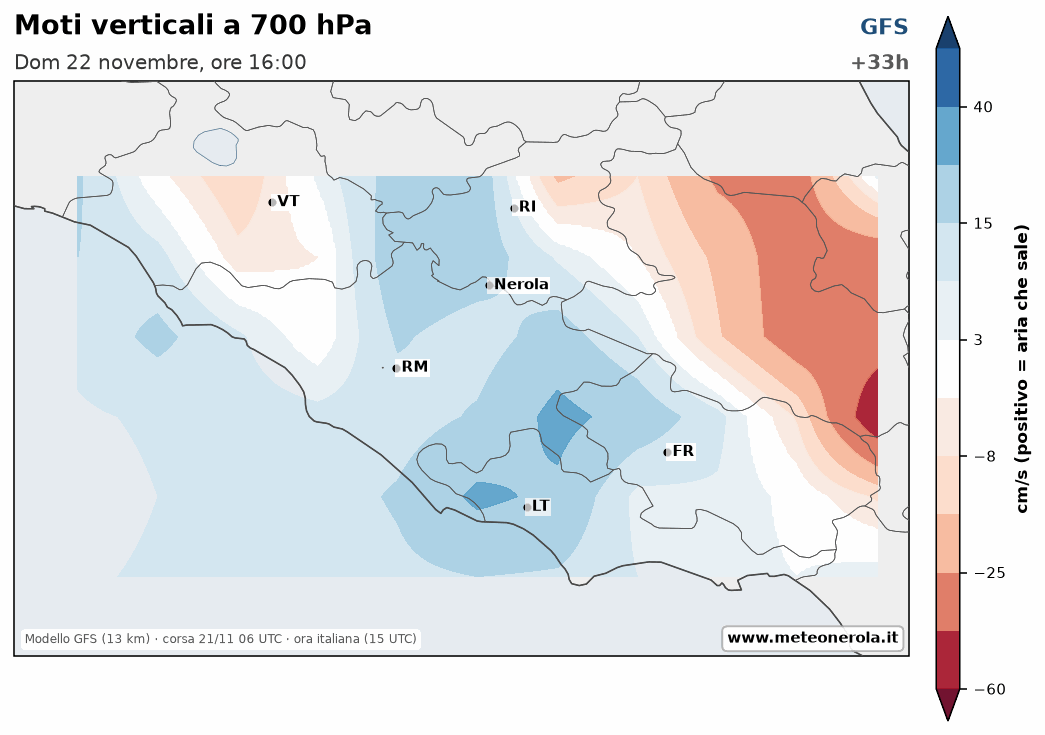 Moti verticali a 700 hPa
GFS
Dom 22 novembre, ore 16:00
+33h
VT
RI
Nerola
RM
FR
LT
40
15
3
−8
−25
−60
cm/s (positivo = aria che sale)
Modello GFS (13 km) · corsa 21/11 06 UTC · ora italiana (15 UTC)
www.meteonerola.it